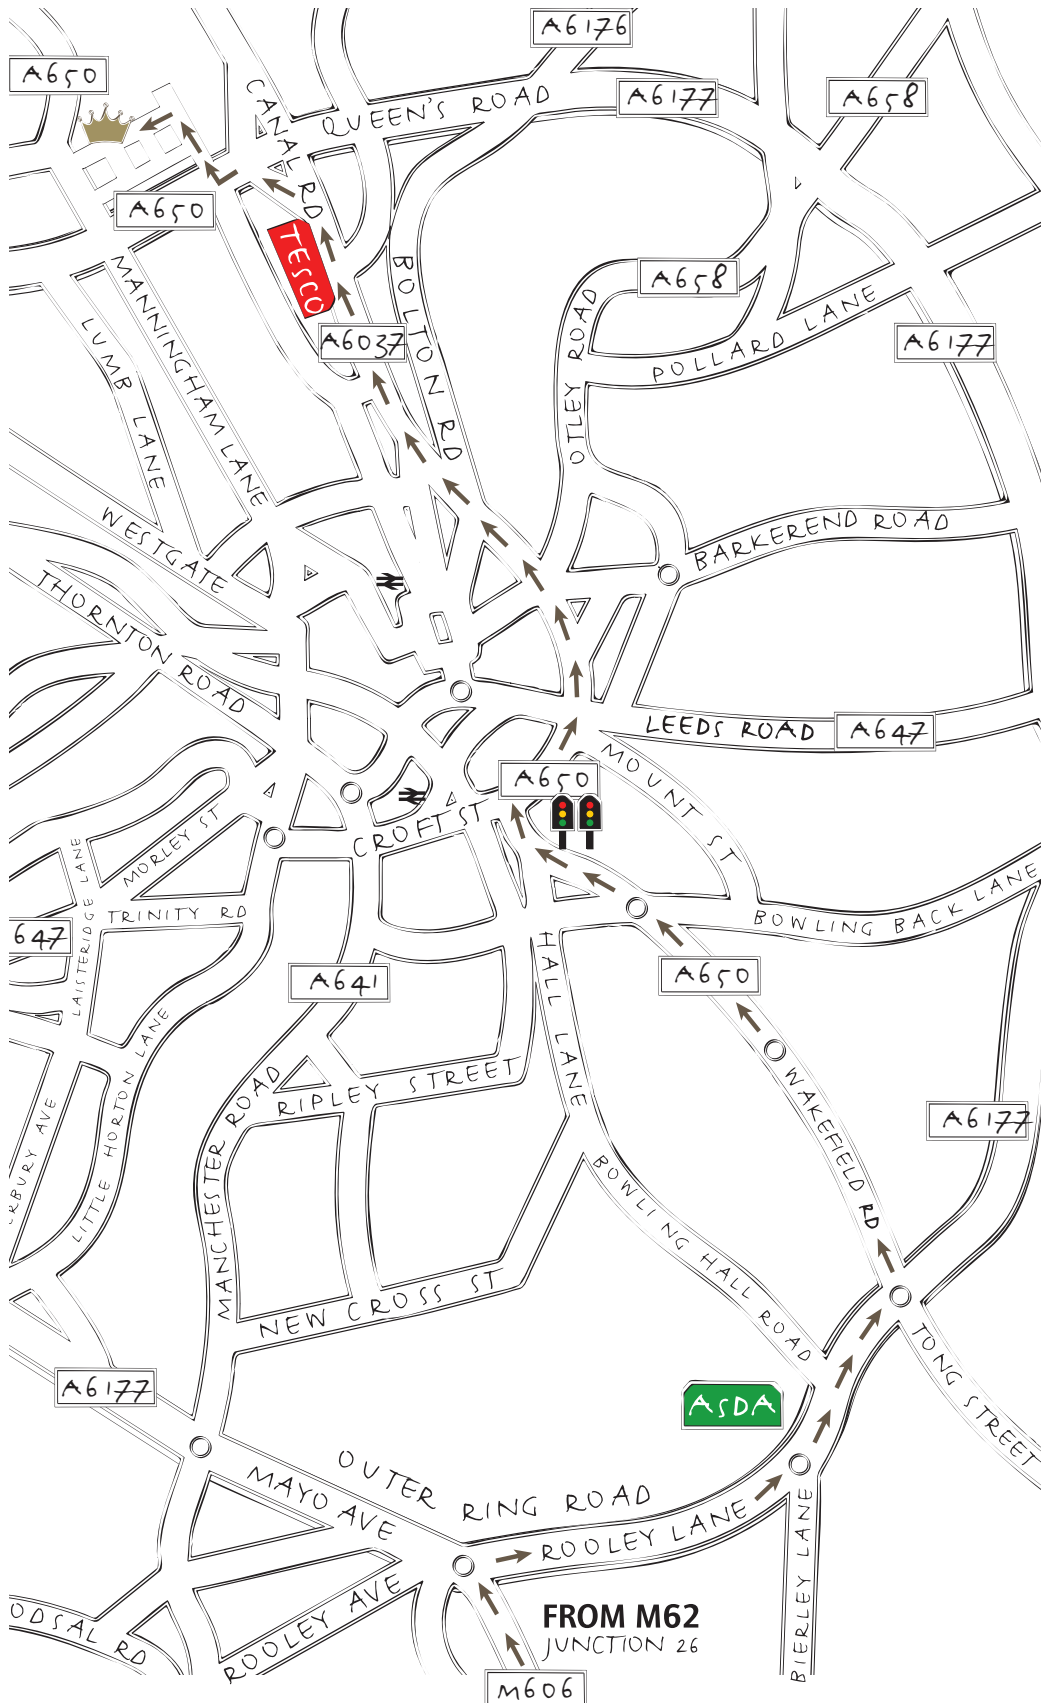 A6176
A650
A6177
A658
CANAL RD
QUEEN'S ROAD
A650
TESCO
A658
MANNINGHAM LANE
LUMB LANE
BOLTON RD
OTLEY ROAD
POLLARD LANE
A6037
A6177
WESTGATE
BARKEREND ROAD
THORNTON ROAD
LEEDS ROAD
A647
A650
MOUNT ST
CROFT ST
MORLEY ST
LAISTERIDGE LANE
TRINITY RD
647
BOWLING BACK LANE
A641
A650
HALL LANE
LITTLE HORTON LANE
WAKEFIELD RD
RIPLEY STREET
A6177
RBURY AVE
MANCHESTER ROAD
BOWLING HALL ROAD
NEW CROSS ST
TONG STREET
A6177
ASDA
OUTER RING ROAD
MAYO AVE
ROOLEY LANE
BIERLEY LANE
ROOLEY AVE
ODSAL RD
FROM M62
JUNCTION 26
M606